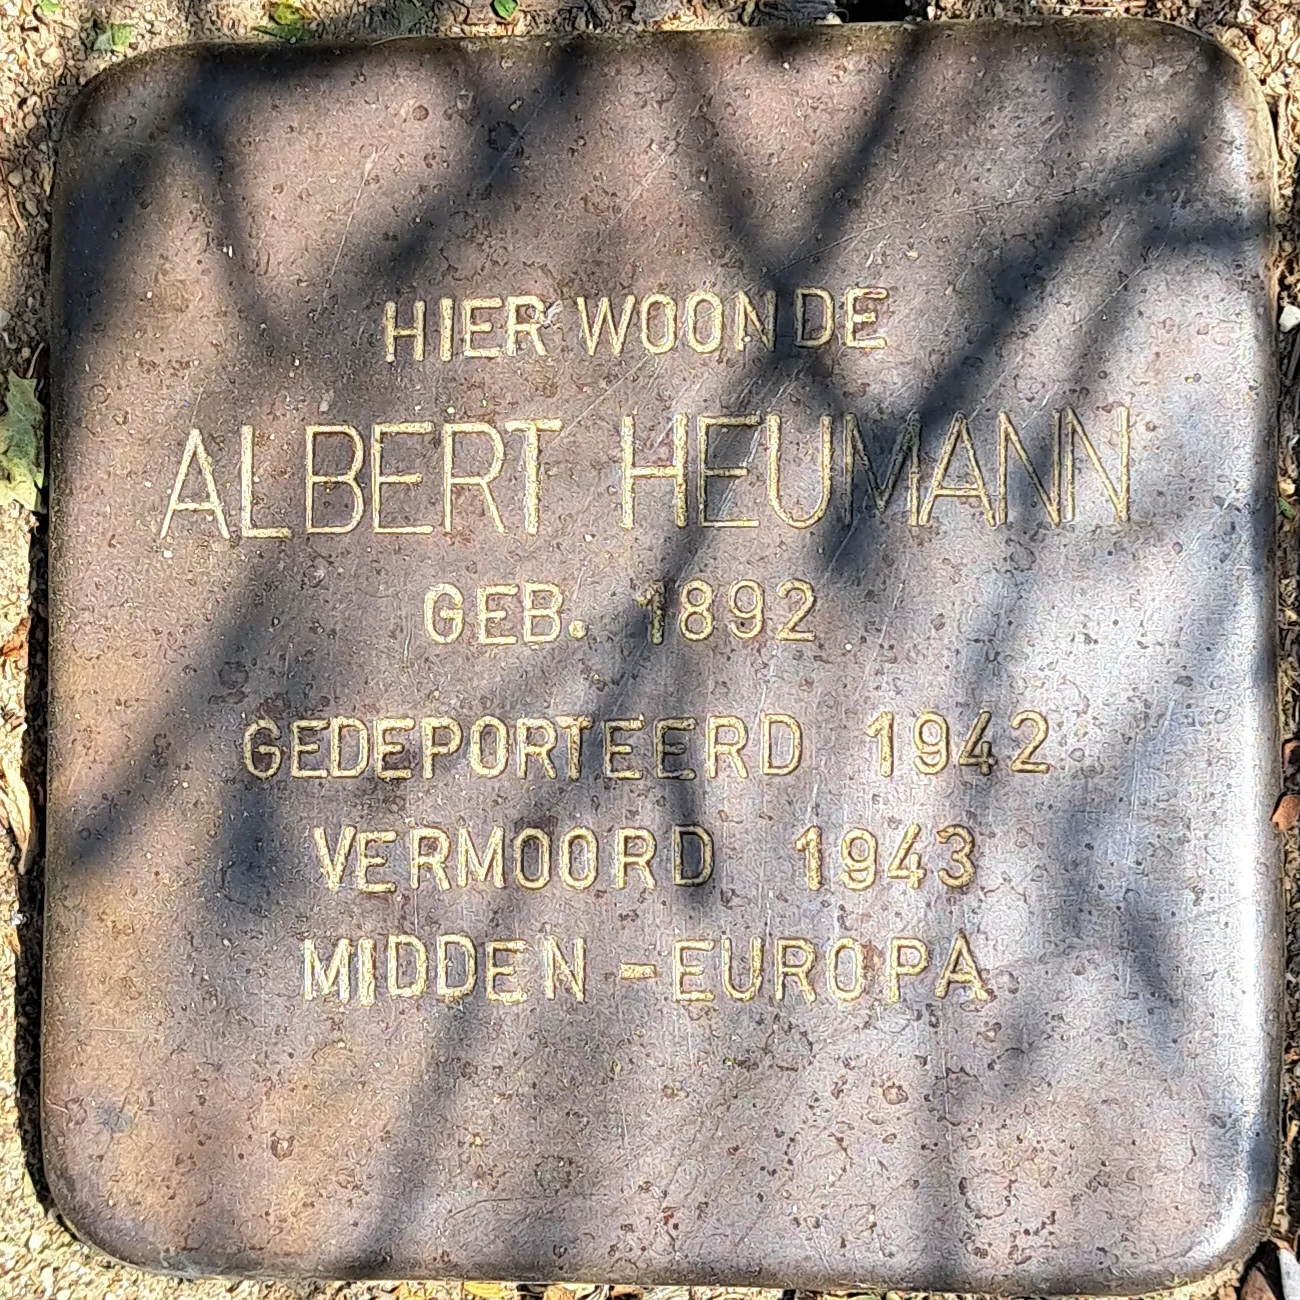 HIER WOONDE
ALBERT HEUMANN
GEB. 1892
GEDEPORTEERD 1942
VERMOORD 1943
MIDDEN-EUROPA